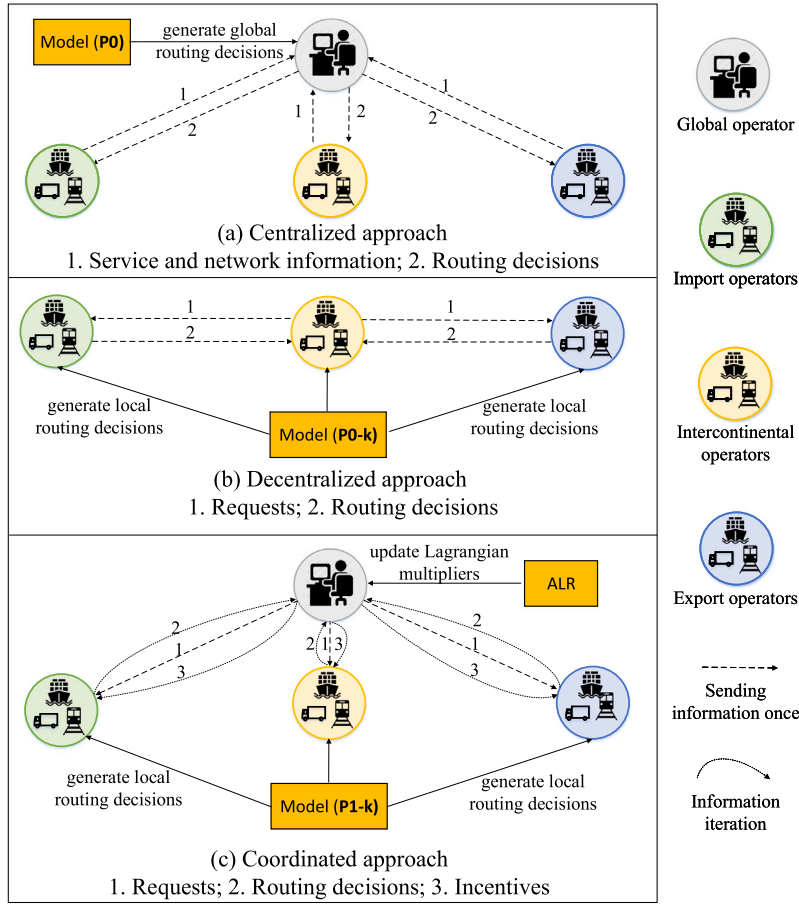 Model (P0)
generate global
routing decisions
1
2
1
2
1
2
(a) Centralized approach
1. Service and network information; 2. Routing decisions
1
2
1
2
generate local
routing decisions
generate local
routing decisions
Model (P0-k)
(b) Decentralized approach
1. Requests; 2. Routing decisions
update Lagrangian
multipliers
ALR
2
1
3
2
1
3
2
1
3
generate local
routing decisions
generate local
routing decisions
Model (P1-k)
(c) Coordinated approach
1. Requests; 2. Routing decisions; 3. Incentives
Global operator
Import operators
Intercontinental
operators
Export operators
Sending
information once
Information
iteration